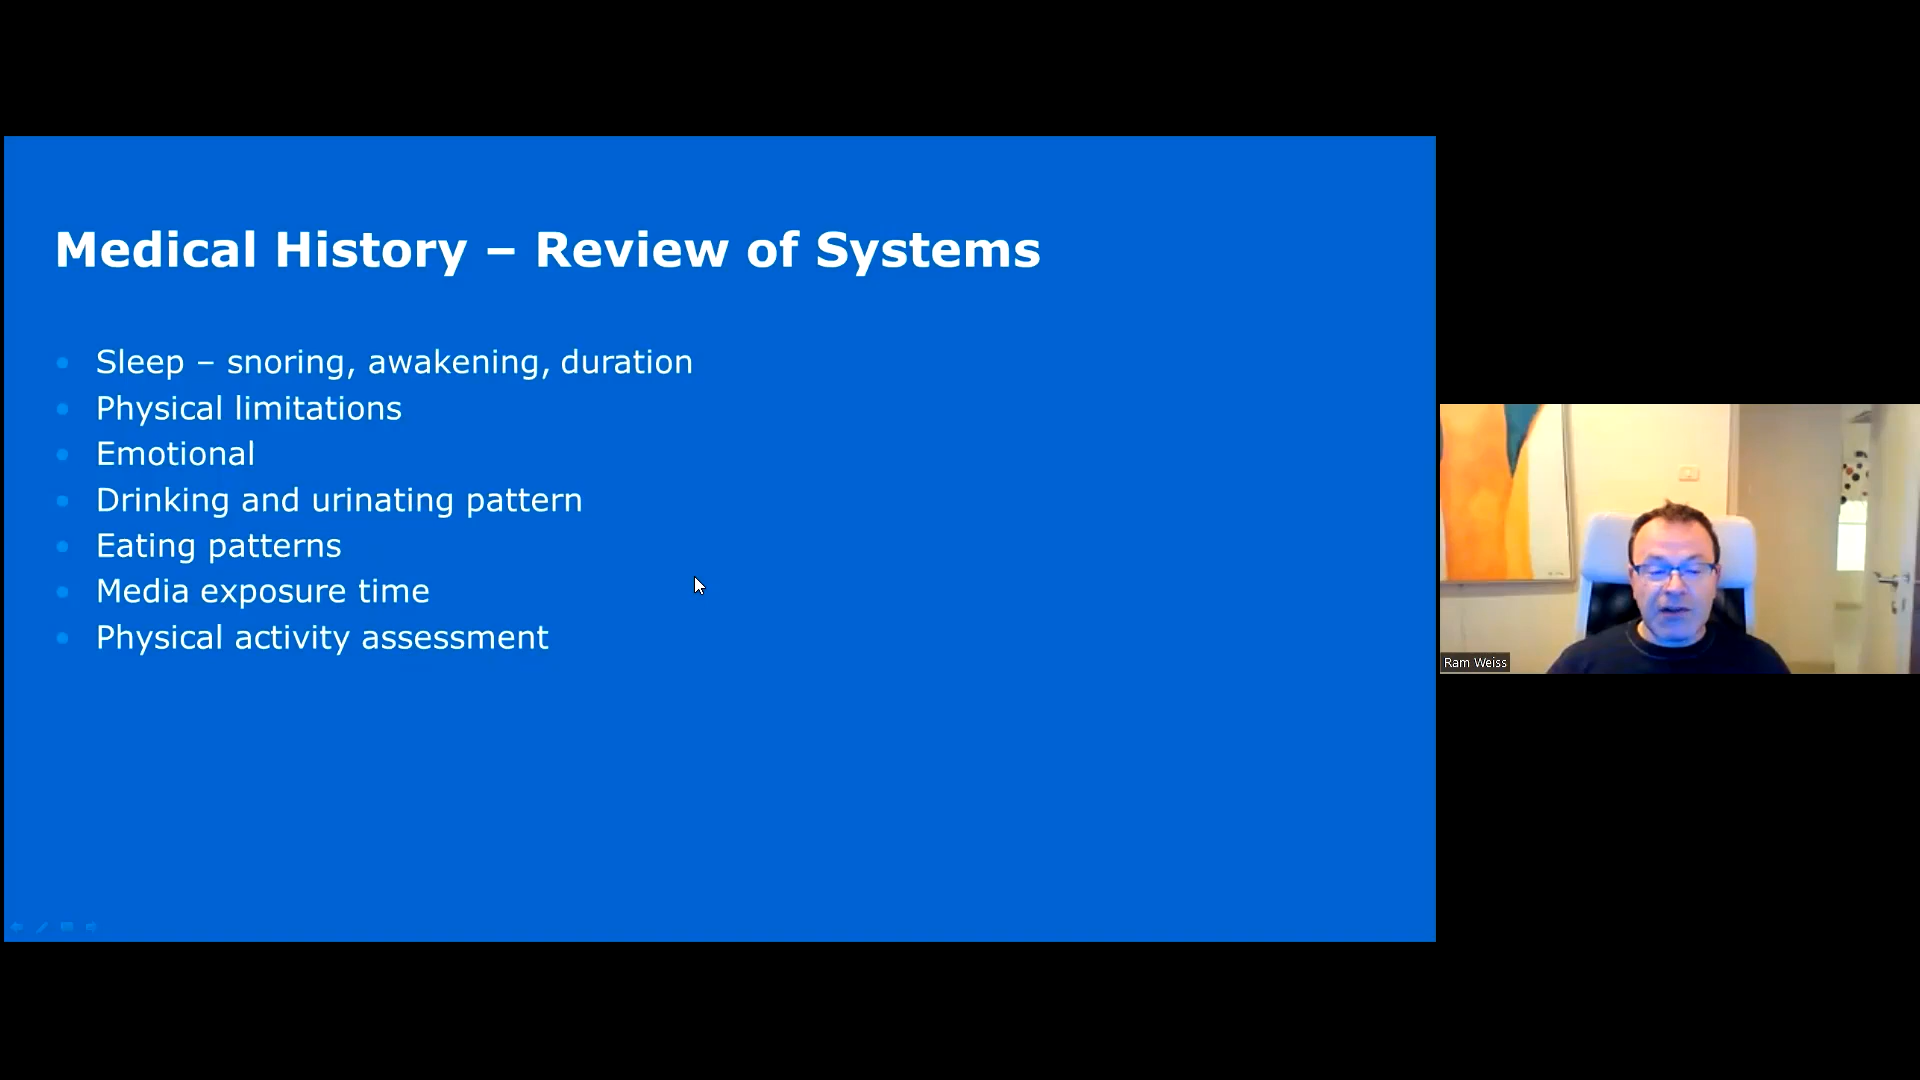 Medical History – Review of Systems
Sleep – snoring, awakening, duration
Physical limitations
Emotional
Drinking and urinating pattern
Eating patterns
Media exposure time
Physical activity assessment
Ram Weiss